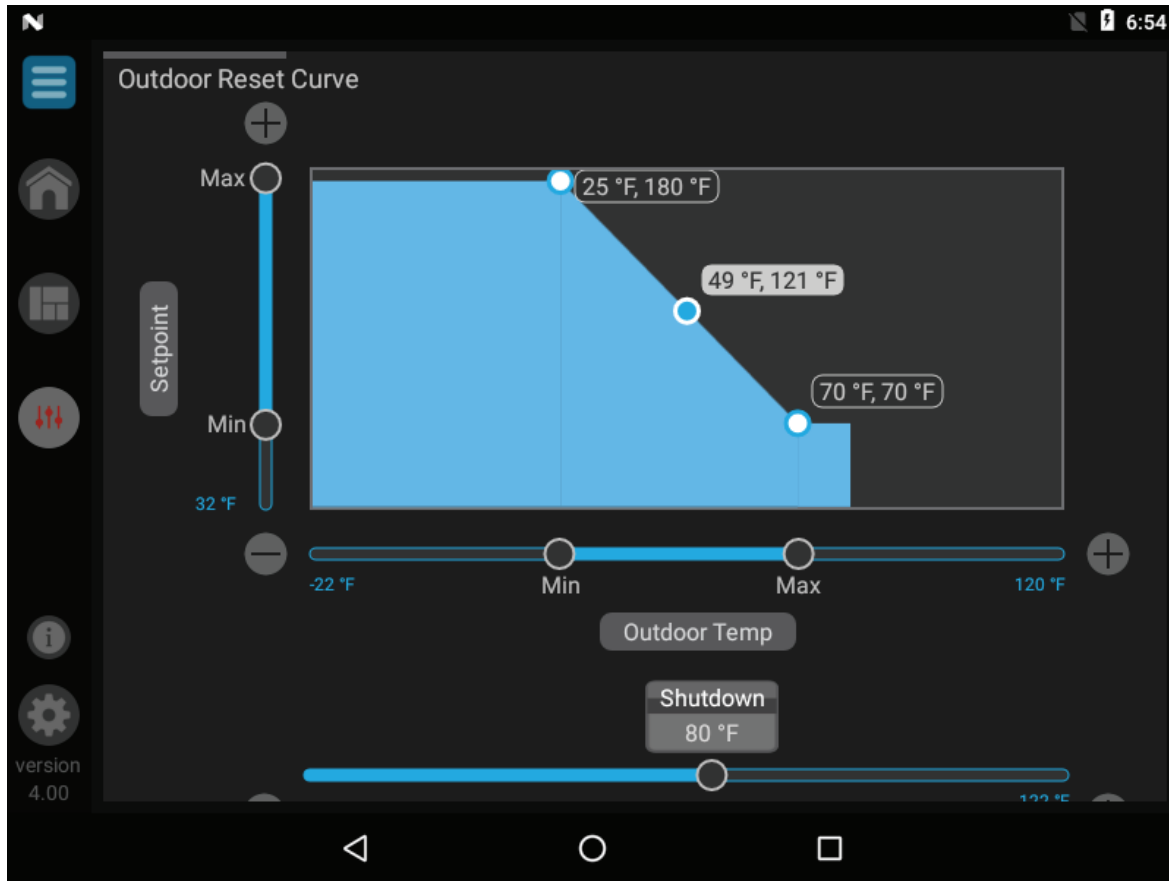 6:54
Outdoor Reset Curve
Max
25 °F, 180 °F
49 °F, 121 °F
Setpoint
70 °F, 70 °F
Min
32 °F
-22 °F
Min
Max
120 °F
Outdoor Temp
Shutdown
80 °F
version
4.00
122 °F